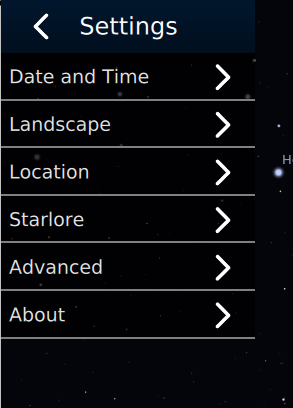 Settings
Date and Time
Landscape
Location
Starlore
Advanced
About